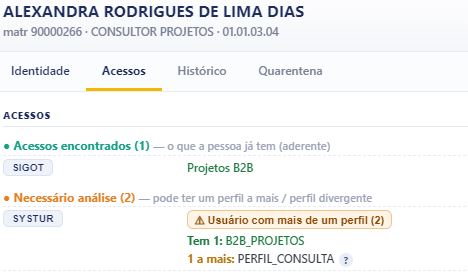 ALEXANDRA RODRIGUES DE LIMA DIAS
matr 90000266 · CONSULTOR PROJETOS · 01.01.03.04
Identidade Acessos Histórico Quarentena
ACESSOS
● Acessos encontrados (1) — o que a pessoa já tem (aderente)
SIGOT Projetos B2B
● Necessário análise (2) — pode ter um perfil a mais / perfil divergente
SYSTUR ⚠ Usuário com mais de um perfil (2)
Tem 1: B2B_PROJETOS
1 a mais: PERFIL_CONSULTA ?